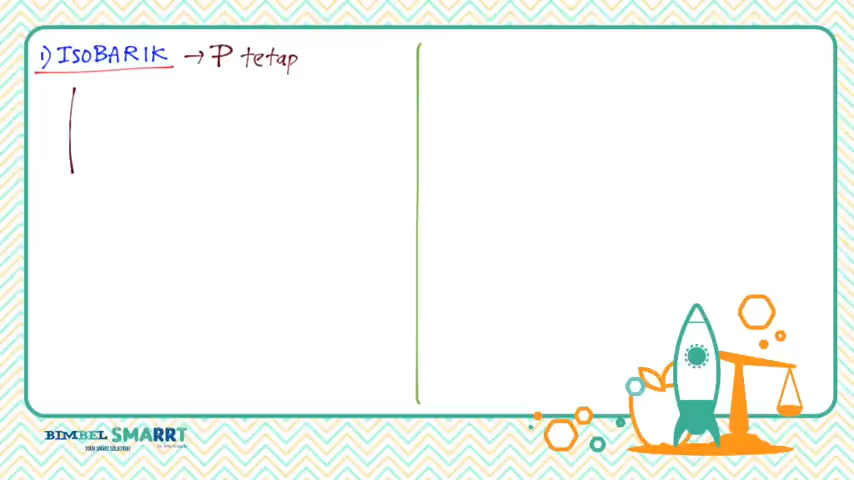 1) ISOBARIK → P tetap
BIMBEL SMARRT
YOUR SMART SOLUTION